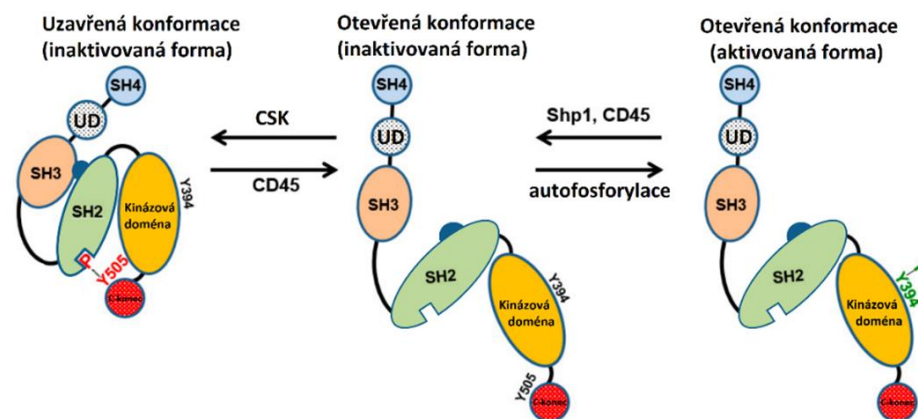 Uzavřená konformace
(inaktivovaná forma)
Otevřená konformace
(inaktivovaná forma)
Otevřená konformace
(aktivovaná forma)
SH4
UD
SH3
SH2
Kinázová
doména
Y394
P
Y505
C-konec
CSK
CD45
SH4
UD
SH3
SH2
Kinázová
doména
Y394
Y505
C-konec
Shp1, CD45
autofosforylace
SH4
UD
SH3
SH2
Kinázová
doména
Y394
C-konec